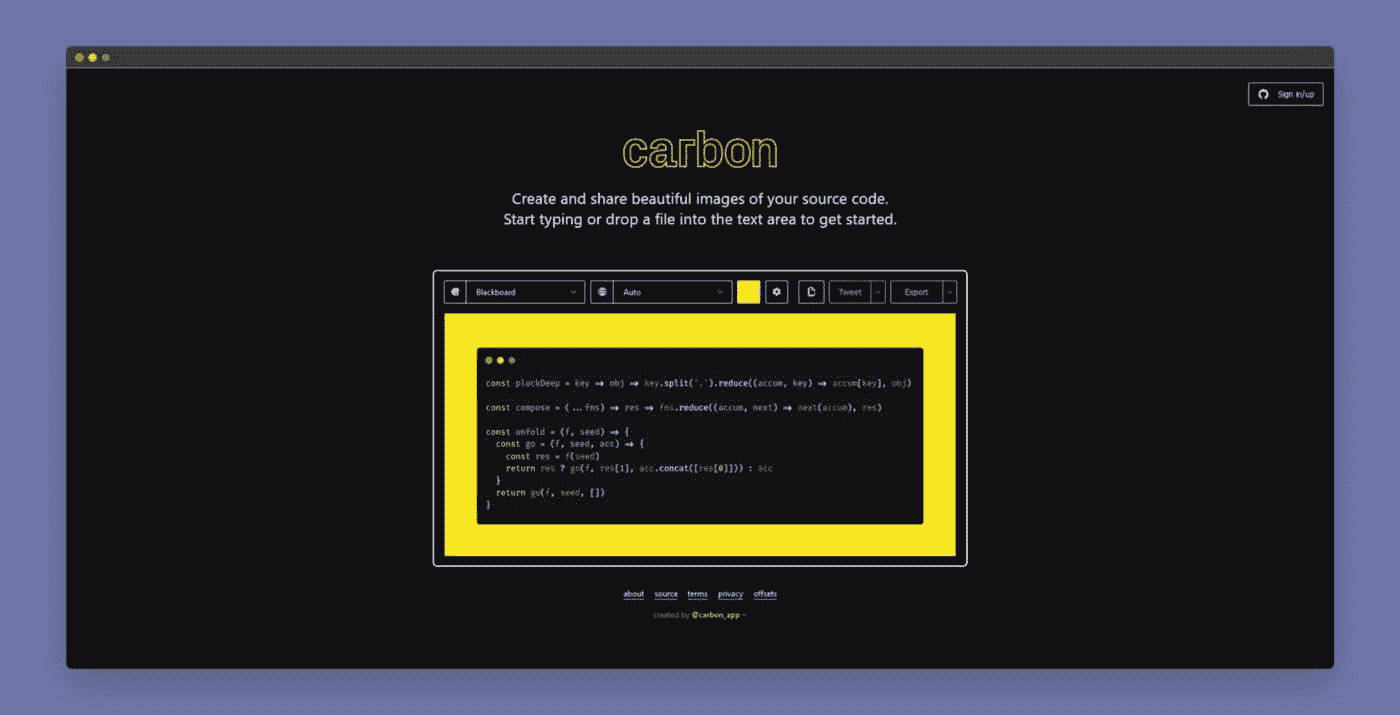 Sign in/up
carbon
Create and share beautiful images of your source code.
Start typing or drop a file into the text area to get started.
Blackboard Auto Tweet Export
const pluckDeep = key => obj => key.split('.').reduce((accum, key) => accum[key], obj)
const compose = (...fns) => res => fns.reduce((accum, next) => next(accum), res)
const unfold = (f, seed) => {
const go = (f, seed, acc) => {
const res = f(seed)
return res ? go(f, res[1], acc.concat([res[0]])) : acc
}
return go(f, seed, [])
}
about source terms privacy offsets
created by @carbon_app ¬